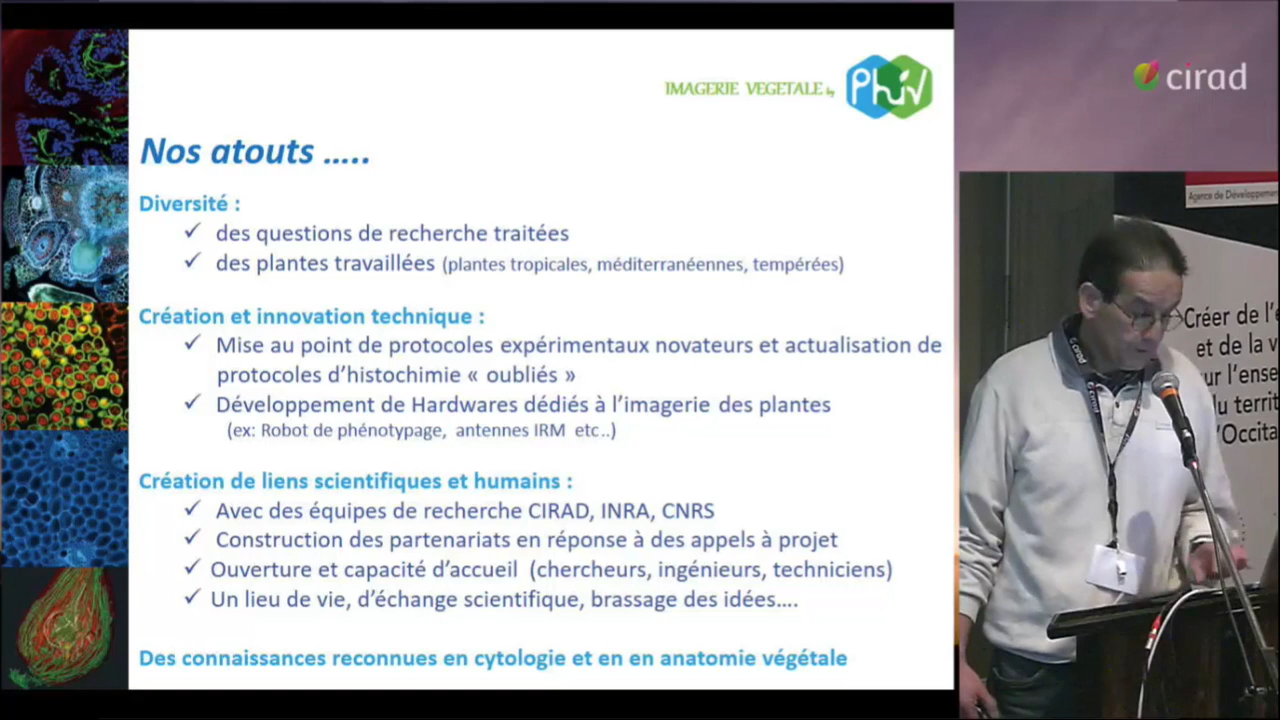 IMAGERIE VEGETALE by PhIV
cirad
Nos atouts .....
Diversité :
✓ des questions de recherche traitées
✓ des plantes travaillées (plantes tropicales, méditerranéennes, tempérées)
Création et innovation technique :
✓ Mise au point de protocoles expérimentaux novateurs et actualisation de
protocoles d'histochimie « oubliés »
✓ Développement de Hardwares dédiés à l'imagerie des plantes
(ex: Robot de phénotypage, antennes IRM etc..)
Création de liens scientifiques et humains :
✓ Avec des équipes de recherche CIRAD, INRA, CNRS
✓ Construction des partenariats en réponse à des appels à projet
✓ Ouverture et capacité d'accueil (chercheurs, ingénieurs, techniciens)
✓ Un lieu de vie, d'échange scientifique, brassage des idées....
Des connaissances reconnues en cytologie et en en anatomie végétale
Agence de Développement
Créer de l'
et de la v
ur l'ense
du territ
l'Occita
cirad
cirad